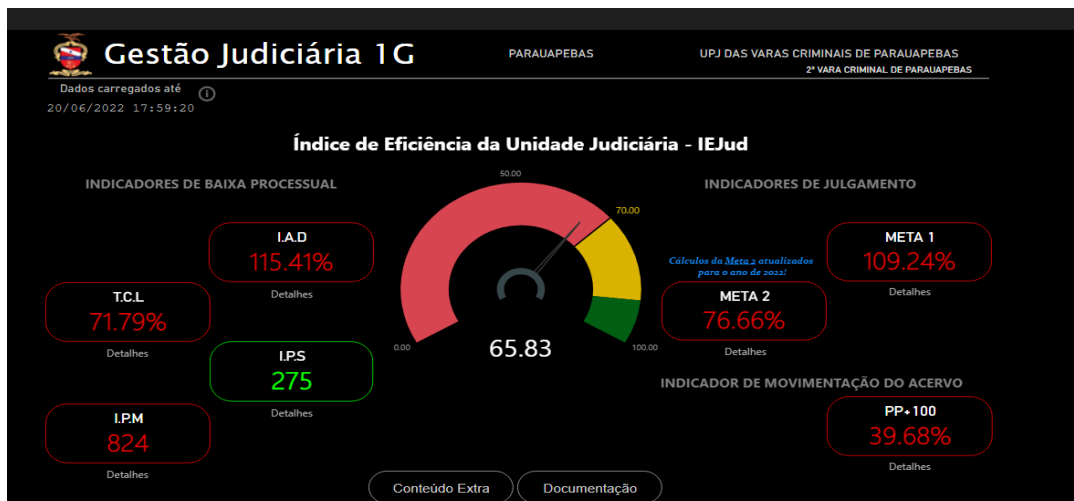 Gestão Judiciária 1G
PARAUAPEBAS
UPJ DAS VARAS CRIMINAIS DE PARAUAPEBAS
2ª VARA CRIMINAL DE PARAUAPEBAS
Dados carregados até
20/06/2022 17:59:20
Índice de Eficiência da Unidade Judiciária - IEJud
INDICADORES DE BAIXA PROCESSUAL
I.A.D
115.41%
Detalhes
T.C.L
71.79%
Detalhes
I.P.S
275
Detalhes
I.P.M
824
Detalhes
50.00
70.00
0.00
65.83
100.00
INDICADORES DE JULGAMENTO
META 1
109.24%
Detalhes
Cálculos da Meta 2 atualizados
para o ano de 2022!
META 2
76.66%
Detalhes
INDICADOR DE MOVIMENTAÇÃO DO ACERVO
PP+100
39.68%
Detalhes
Conteúdo Extra
Documentação